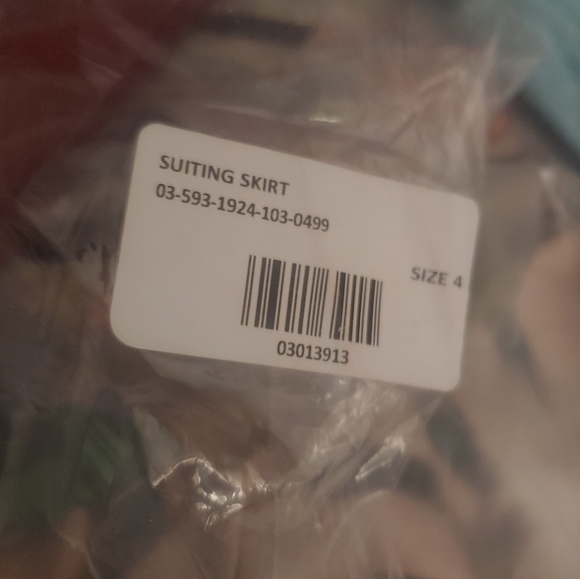 SUITING SKIRT
03-593-1924-103-0499
SIZE 4
03013913